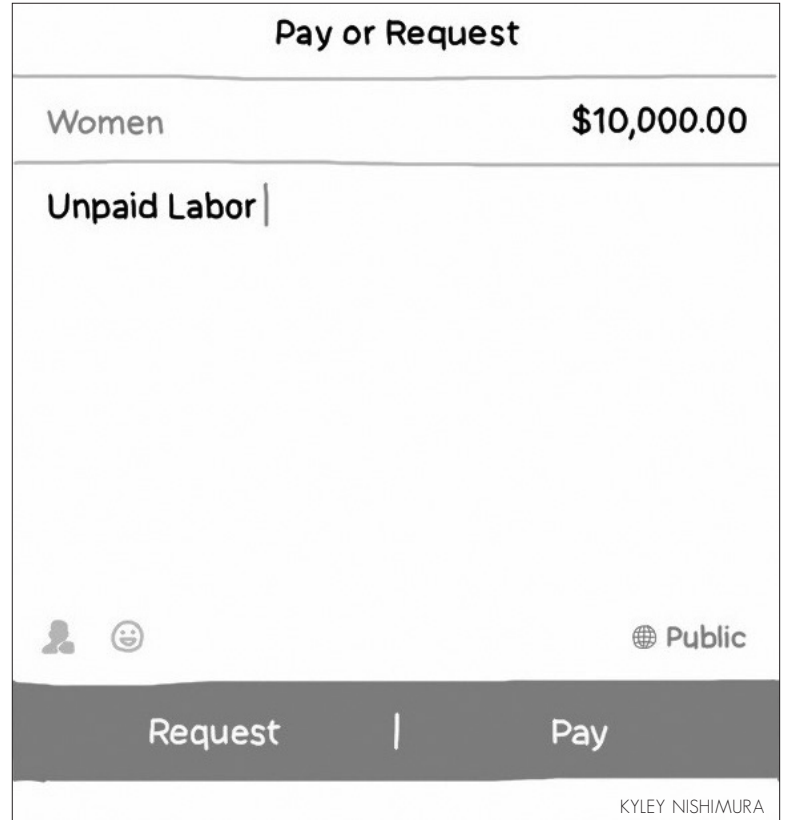 Pay or Request
Women $10,000.00
Unpaid Labor
Public
Request | Pay
KYLEY NISHIMURA